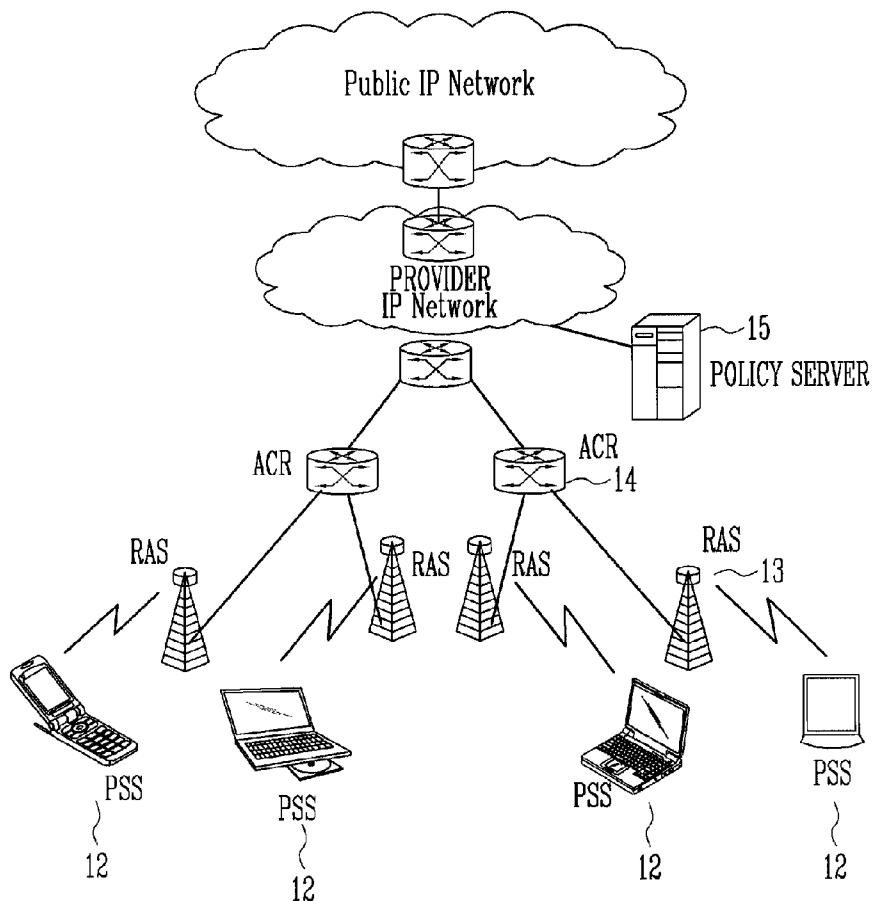 Public IP Network
PROVIDER
IP Network
15
POLICY SERVER
ACR
ACR
14
RAS
RAS
RAS
RAS
13
PSS
PSS
PSS
PSS
12
12
12
12